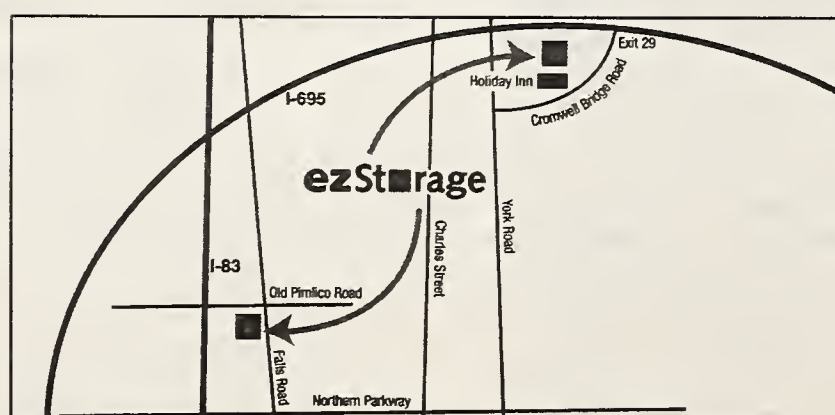 Exit 29
Holiday Inn
Cromwell Bridge Road
I-695
ezStorage
York Road
Charles Street
I-83
Old Pimlico Road
Falls Road
Northern Parkway